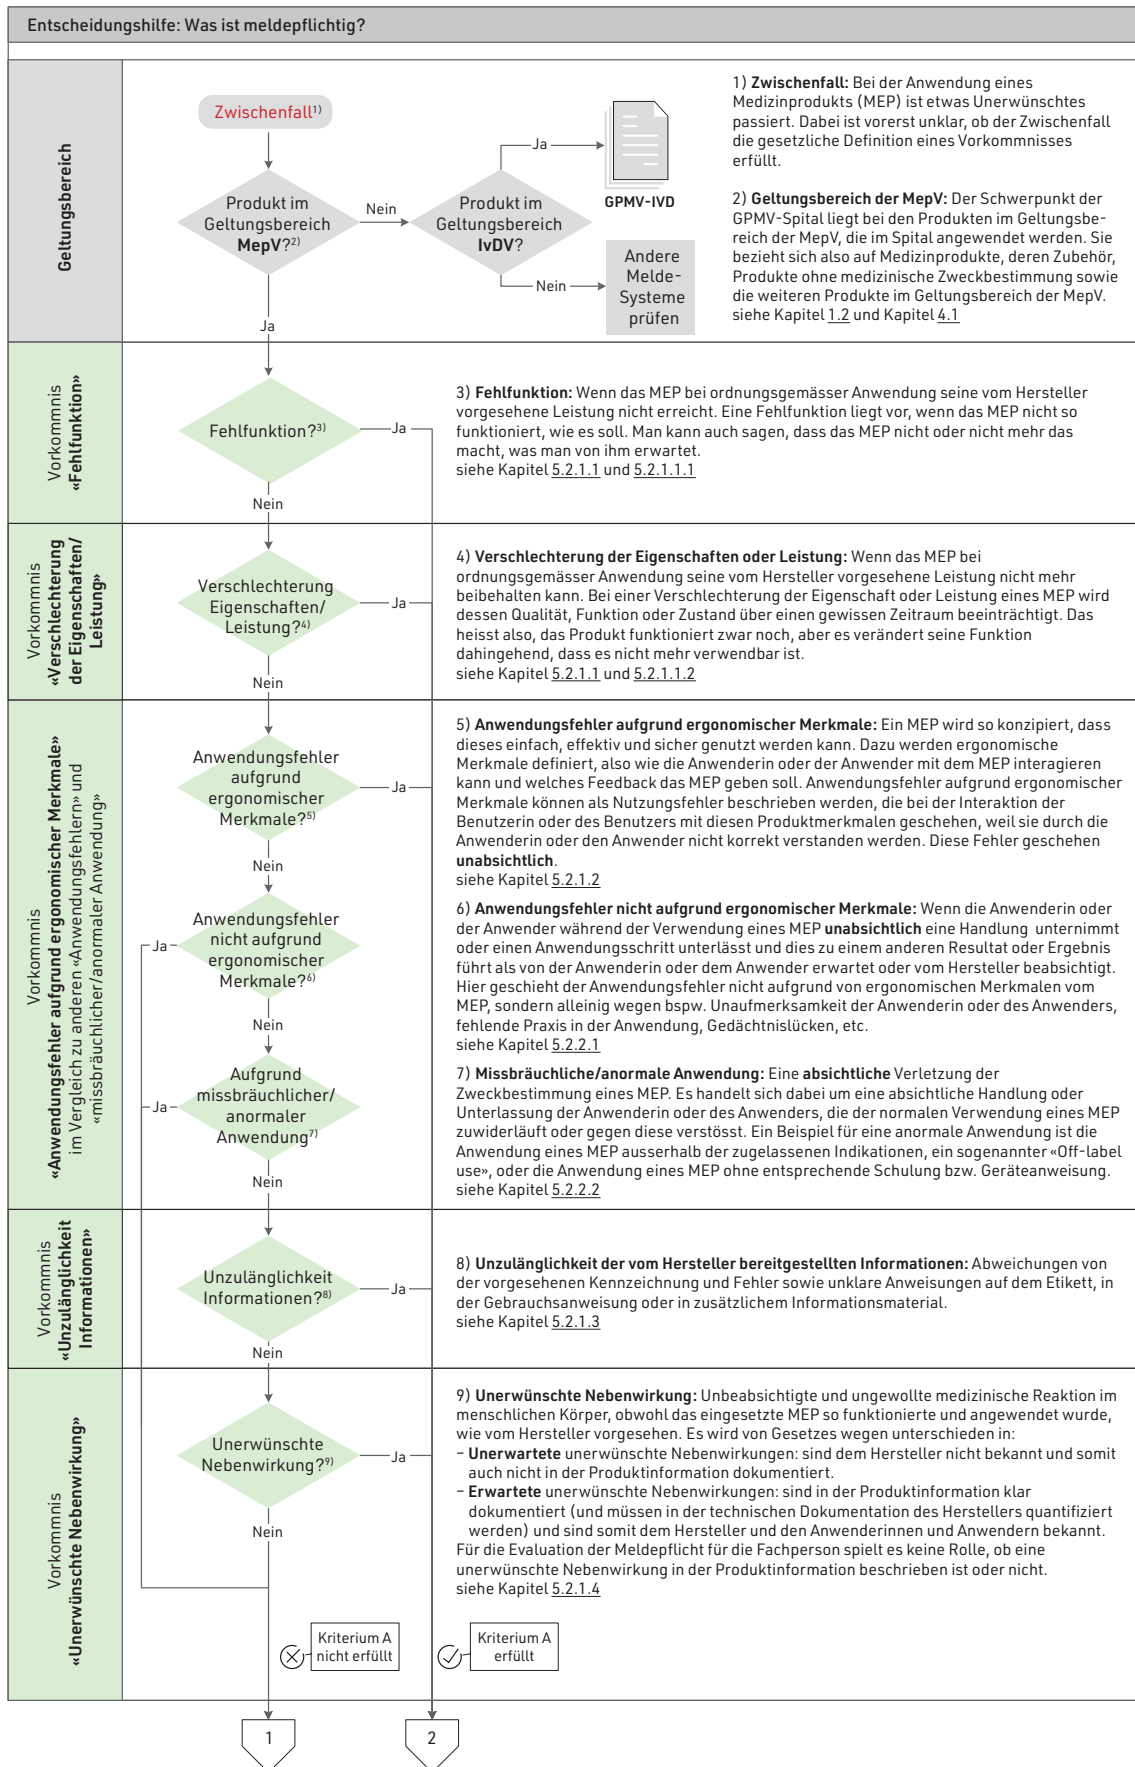 Entscheidungshilfe: Was ist meldepflichtig?
Geltungsbereich
Zwischenfall1)
Produkt im
Geltungsbereich
MepV?2)
Nein
Ja
Produkt im
Geltungsbereich
IvDV?
Ja
GPMV-IVD
Nein
Andere
Melde-
Systeme
prüfen
1) Zwischenfall: Bei der Anwendung eines
Medizinprodukts (MEP) ist etwas Unerwünschtes
passiert. Dabei ist vorerst unklar, ob der Zwischenfall
die gesetzliche Definition eines Vorkommnisses
erfüllt.
2) Geltungsbereich der MepV: Der Schwerpunkt der
GPMV-Spital liegt bei den Produkten im Geltungsbe-
reich der MepV, die im Spital angewendet werden. Sie
bezieht sich also auf Medizinprodukte, deren Zubehör,
Produkte ohne medizinische Zweckbestimmung sowie
die weiteren Produkte im Geltungsbereich der MepV.
siehe Kapitel 1.2 und Kapitel 4.1
Vorkommnis
«Fehlfunktion»
Fehlfunktion?3)
Ja
Nein
3) Fehlfunktion: Wenn das MEP bei ordnungsgemässer Anwendung seine vom Hersteller
vorgesehene Leistung nicht erreicht. Eine Fehlfunktion liegt vor, wenn das MEP nicht so
funktioniert, wie es soll. Man kann auch sagen, dass das MEP nicht oder nicht mehr das
macht, was man von ihm erwartet.
siehe Kapitel 5.2.1.1 und 5.2.1.1.1
Vorkommnis
«Verschlechterung
der Eigenschaften/
Leistung»
Verschlechterung
Eigenschaften/
Leistung?4)
Ja
Nein
4) Verschlechterung der Eigenschaften oder Leistung: Wenn das MEP bei
ordnungsgemässer Anwendung seine vom Hersteller vorgesehene Leistung nicht mehr
beibehalten kann. Bei einer Verschlechterung der Eigenschaft oder Leistung eines MEP wird
dessen Qualität, Funktion oder Zustand über einen gewissen Zeitraum beeinträchtigt. Das
heisst also, das Produkt funktioniert zwar noch, aber es verändert seine Funktion
dahingehend, dass es nicht mehr verwendbar ist.
siehe Kapitel 5.2.1.1 und 5.2.1.1.2
Vorkommnis
«Anwendungsfehler aufgrund ergonomischer Merkmale»
im Vergleich zu anderen «Anwendungsfehlern» und
«missbräuchlicher/anormaler Anwendung»
Anwendungsfehler
aufgrund
ergonomischer
Merkmale?5)
Ja
Nein
Anwendungsfehler
nicht aufgrund
ergonomischer
Merkmale?6)
Ja
Nein
Aufgrund
missbräuchlicher/
anormaler
Anwendung7)
Ja
Nein
5) Anwendungsfehler aufgrund ergonomischer Merkmale: Ein MEP wird so konzipiert, dass
dieses einfach, effektiv und sicher genutzt werden kann. Dazu werden ergonomische
Merkmale definiert, also wie die Anwenderin oder der Anwender mit dem MEP interagieren
kann und welches Feedback das MEP geben soll. Anwendungsfehler aufgrund ergonomischer
Merkmale können als Nutzungsfehler beschrieben werden, die bei der Interaktion der
Benutzerin oder des Benutzers mit diesen Produktmerkmalen geschehen, weil sie durch die
Anwenderin oder den Anwender nicht korrekt verstanden werden. Diese Fehler geschehen
unabsichtlich.
siehe Kapitel 5.2.1.2
6) Anwendungsfehler nicht aufgrund ergonomischer Merkmale: Wenn die Anwenderin oder
der Anwender während der Verwendung eines MEP unabsichtlich eine Handlung unternimmt
oder einen Anwendungsschritt unterlässt und dies zu einem anderen Resultat oder Ergebnis
führt als von der Anwenderin oder dem Anwender erwartet oder vom Hersteller beabsichtigt.
Hier geschieht der Anwendungsfehler nicht aufgrund von ergonomischen Merkmalen vom
MEP, sondern alleinig wegen bspw. Unaufmerksamkeit der Anwenderin oder des Anwenders,
fehlende Praxis in der Anwendung, Gedächtnislücken, etc.
siehe Kapitel 5.2.2.1
7) Missbräuchliche/anormale Anwendung: Eine absichtliche Verletzung der
Zweckbestimmung eines MEP. Es handelt sich dabei um eine absichtliche Handlung oder
Unterlassung der Anwenderin oder des Anwenders, die der normalen Verwendung eines MEP
zuwiderläuft oder gegen diese verstösst. Ein Beispiel für eine anormale Anwendung ist die
Anwendung eines MEP ausserhalb der zugelassenen Indikationen, ein sogenannter «Off-label
use», oder die Anwendung eines MEP ohne entsprechende Schulung bzw. Geräteanweisung.
siehe Kapitel 5.2.2.2
Vorkommnis
«Unzulänglichkeit
Informationen»
Unzulänglichkeit
Informationen?8)
Ja
Nein
8) Unzulänglichkeit der vom Hersteller bereitgestellten Informationen: Abweichungen von
der vorgesehenen Kennzeichnung und Fehler sowie unklare Anweisungen auf dem Etikett, in
der Gebrauchsanweisung oder in zusätzlichem Informationsmaterial.
siehe Kapitel 5.2.1.3
Vorkommnis
«Unerwünschte Nebenwirkung»
Unerwünschte
Nebenwirkung?9)
Ja
Nein
9) Unerwünschte Nebenwirkung: Unbeabsichtigte und ungewollte medizinische Reaktion im
menschlichen Körper, obwohl das eingesetzte MEP so funktionierte und angewendet wurde,
wie vom Hersteller vorgesehen. Es wird von Gesetzes wegen unterschieden in:
– Unerwartete unerwünschte Nebenwirkungen: sind dem Hersteller nicht bekannt und somit
auch nicht in der Produktinformation dokumentiert.
– Erwartete unerwünschte Nebenwirkungen: sind in der Produktinformation klar
dokumentiert (und müssen in der technischen Dokumentation des Herstellers quantifiziert
werden) und sind somit dem Hersteller und den Anwenderinnen und Anwendern bekannt.
Für die Evaluation der Meldepflicht für die Fachperson spielt es keine Rolle, ob eine
unerwünschte Nebenwirkung in der Produktinformation beschrieben ist oder nicht.
siehe Kapitel 5.2.1.4
Kriterium A
nicht erfüllt
Kriterium A
erfüllt
1
2